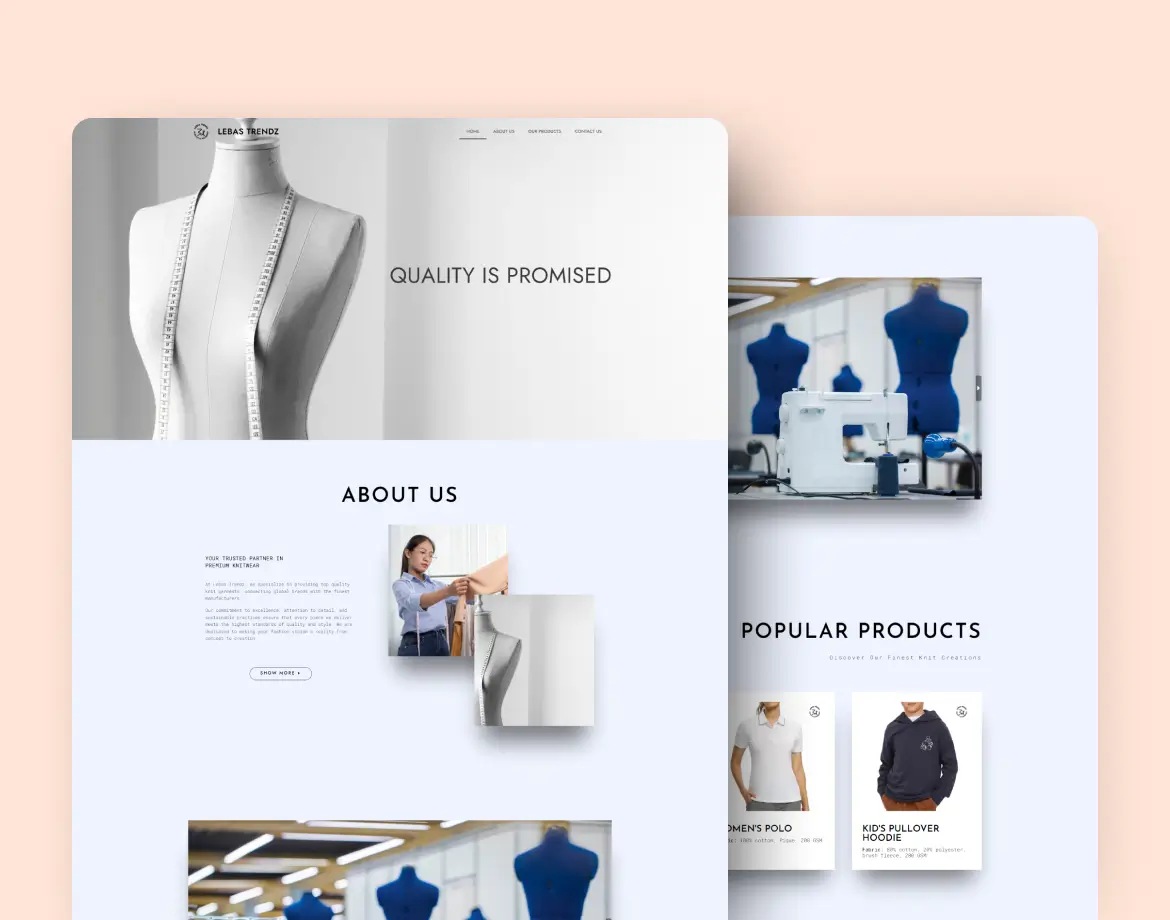 LEBAS TRENDZ
HOME
ABOUT US
OUR PRODUCTS
CONTACT US
QUALITY IS PROMISED
ABOUT US
YOUR TRUSTED PARTNER IN
PREMIUM KNITWEAR
At Lebas Trendz, we specialize in providing top quality
knit garments, connecting global brands with the finest
manufacturers.
Our commitment to excellence, attention to detail, and
sustainable practices ensure that every piece we deliver
meets the highest standards of quality and style. We are
dedicated to making your fashion vision a reality from
concept to creation.
SHOW MORE
POPULAR PRODUCTS
Discover Our Finest Knit Creations
OMEN'S POLO
ic: 100% cotton, Pique, 200 GSM
KID'S PULLOVER
HOODIE
Fabric: 80% cotton, 20% polyester,
brush fleece, 280 GSM